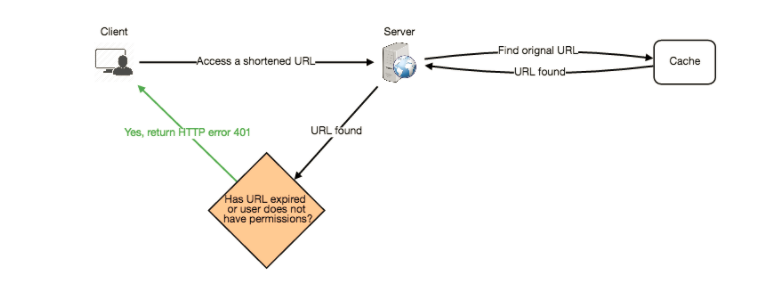 Client
Server
Access a shortened URL
Find orignal URL
URL found
Cache
Yes, return HTTP error 401
URL found
Has URL expired
or user does not
have permissions?